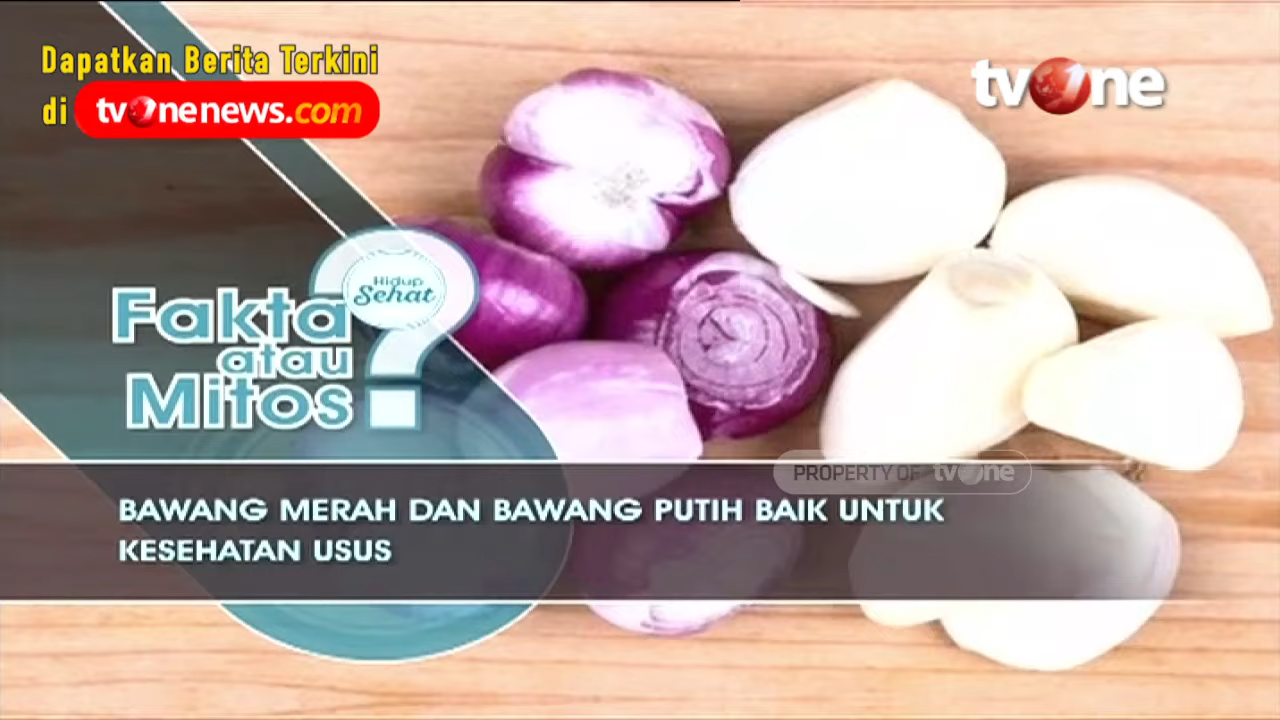 Dapatkan Berita Terkini
di tvonenews.com
tvone
Hidup
Sehat
Fakta
atau
Mitos?
PROPERTY OF tvone
BAWANG MERAH DAN BAWANG PUTIH BAIK UNTUK
KESEHATAN USUS